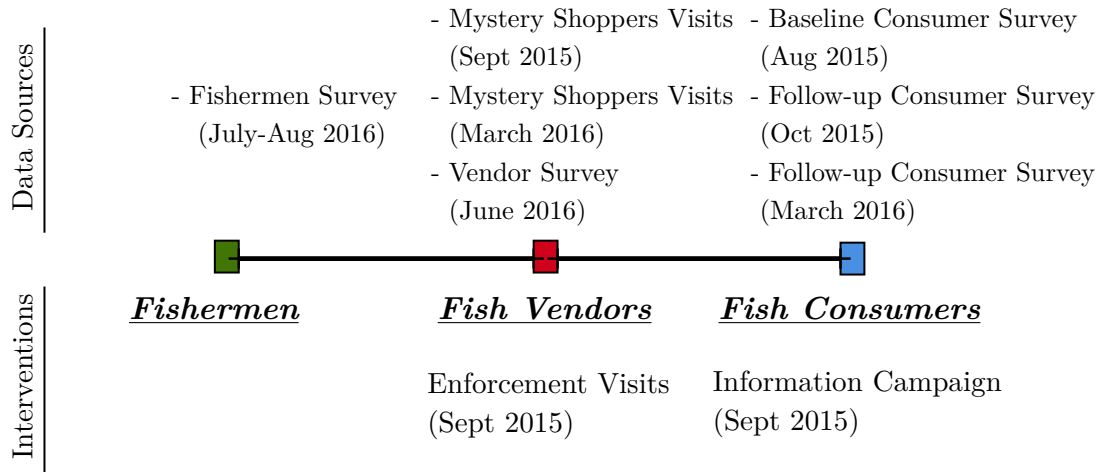 Data Sources
- Fishermen Survey
(July-Aug 2016)
- Mystery Shoppers Visits
(Sept 2015)
- Mystery Shoppers Visits
(March 2016)
- Vendor Survey
(June 2016)
- Baseline Consumer Survey
(Aug 2015)
- Follow-up Consumer Survey
(Oct 2015)
- Follow-up Consumer Survey
(March 2016)
Fishermen
Fish Vendors
Fish Consumers
Interventions
Enforcement Visits
(Sept 2015)
Information Campaign
(Sept 2015)